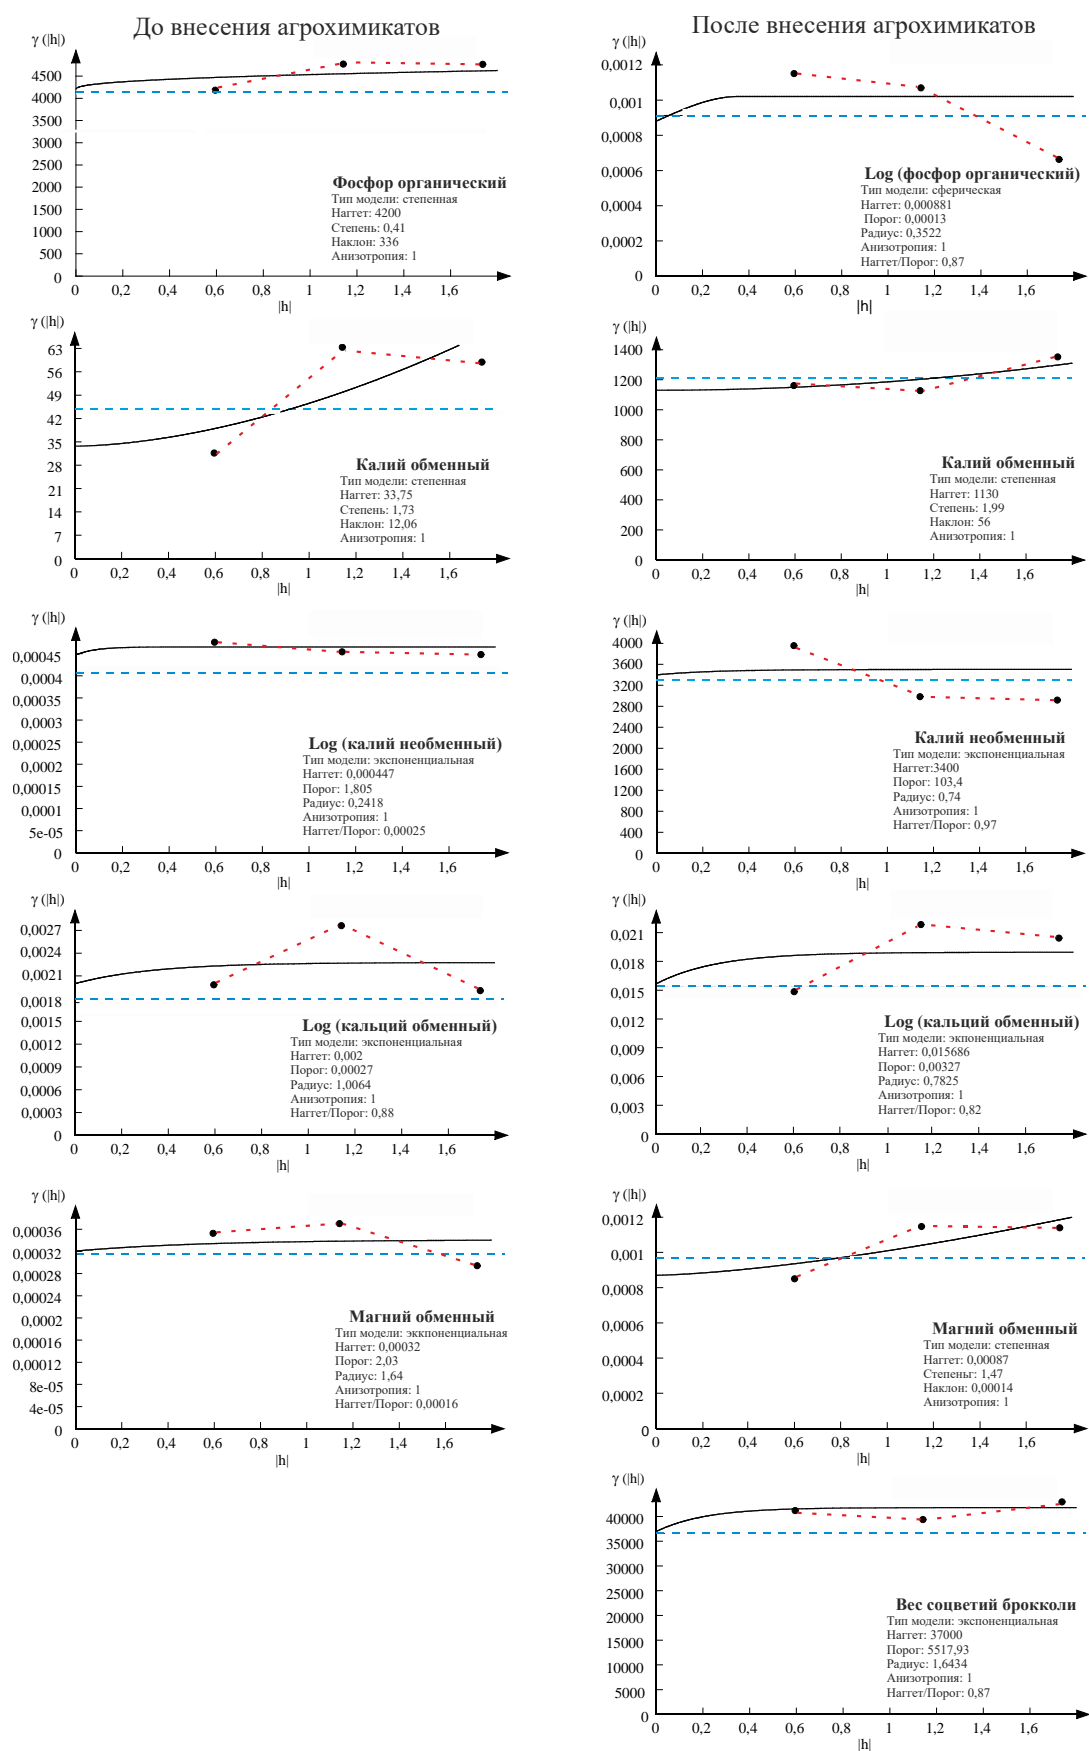 До внесения агрохимикатов
γ (|h|)
4500
4000
3500
3000
2500
2000
1500
1000
500
0
Фосфор органический
Тип модели: степенная
Наггет: 4200
Степень: 0,41
Наклон: 336
Анизотропия: 1
0 0,2 0,4 0,6 0,8 1 1,2 1,4 1,6
|h|
После внесения агрохимикатов
γ (|h|)
0,0012
0,001
0,0008
0,0006
0,0004
0,0002
0
Log (фосфор органический)
Тип модели: сферическая
Наггет: 0,000881
Порог: 0,00013
Радиус: 0,3522
Анизотропия: 1
Наггет/Порог: 0,87
0 0,2 0,4 0,6 0,8 1 1,2 1,4 1,6
|h|
γ (|h|)
63
56
49
42
35
28
21
14
7
0
Калий обменный
Тип модели: степенная
Наггет: 33,75
Степень: 1,73
Наклон: 12,06
Анизотропия: 1
0 0,2 0,4 0,6 0,8 1 1,2 1,4 1,6
|h|
γ (|h|)
1400
1200
1000
800
600
400
200
0
Калий обменный
Тип модели: степенная
Наггет: 1130
Степень: 1,99
Наклон: 56
Анизотропия: 1
0 0,2 0,4 0,6 0,8 1 1,2 1,4 1,6
|h|
γ (|h|)
0,00045
0,0004
0,00035
0,0003
0,00025
0,0002
0,00015
0,0001
5e-05
0
Log (калий необменный)
Тип модели: экспоненциальная
Наггет: 0,000447
Порог: 1,805
Радиус: 0,2418
Анизотропия: 1
Наггет/Порог: 0,00025
0 0,2 0,4 0,6 0,8 1 1,2 1,4 1,6
|h|
γ (|h|)
4000
3600
3200
2800
2400
2000
1600
1200
800
400
0
Калий необменный
Тип модели: экспоненциальная
Наггет:3400
Порог: 103,4
Радиус: 0,74
Анизотропия: 1
Наггет/Порог: 0,97
0 0,2 0,4 0,6 0,8 1 1,2 1,4 1,6
|h|
γ (|h|)
0,0027
0,0024
0,0021
0,0018
0,0015
0,0012
0,0009
0,0006
0,0003
0
Log (кальций обменный)
Тип модели: экспоненциальная
Наггет: 0,002
Порог: 0,00027
Радиус: 1,0064
Анизотропия: 1
Наггет/Порог: 0,88
0 0,2 0,4 0,6 0,8 1 1,2 1,4 1,6
|h|
γ (|h|)
0,021
0,018
0,015
0,012
0,009
0,006
0,003
0
Log (кальций обменный)
Тип модели: экпоненциальная
Наггет: 0,015686
Порог: 0,00327
Радиус: 0,7825
Анизотропия: 1
Наггет/Порог: 0,82
0 0,2 0,4 0,6 0,8 1 1,2 1,4 1,6
|h|
γ (|h|)
0,00036
0,00032
0,00028
0,00024
0,0002
0,00016
0,00012
8e-05
4e-05
0
Магний обменный
Тип модели: эккпоненциальная
Наггет: 0,00032
Порог: 2,03
Радиус: 1,64
Анизотропия: 1
Наггет/Порог: 0,00016
0 0,2 0,4 0,6 0,8 1 1,2 1,4 1,6
|h|
γ (|h|)
0,0012
0,001
0,0008
0,0006
0,0004
0,0002
0
Магний обменный
Тип модели: степенная
Наггет: 0,00087
Степеньг: 1,47
Наклон: 0,00014
Анизотропия: 1
0 0,2 0,4 0,6 0,8 1 1,2 1,4 1,6
|h|
γ (|h|)
40000
35000
30000
25000
20000
15000
10000
5000
0
Вес соцветий брокколи
Тип модели: экспоненциальная
Наггет: 37000
Порог: 5517,93
Радиус: 1,6434
Анизотропия: 1
Наггет/Порог: 0,87
0 0,2 0,4 0,6 0,8 1 1,2 1,4 1,6
|h|